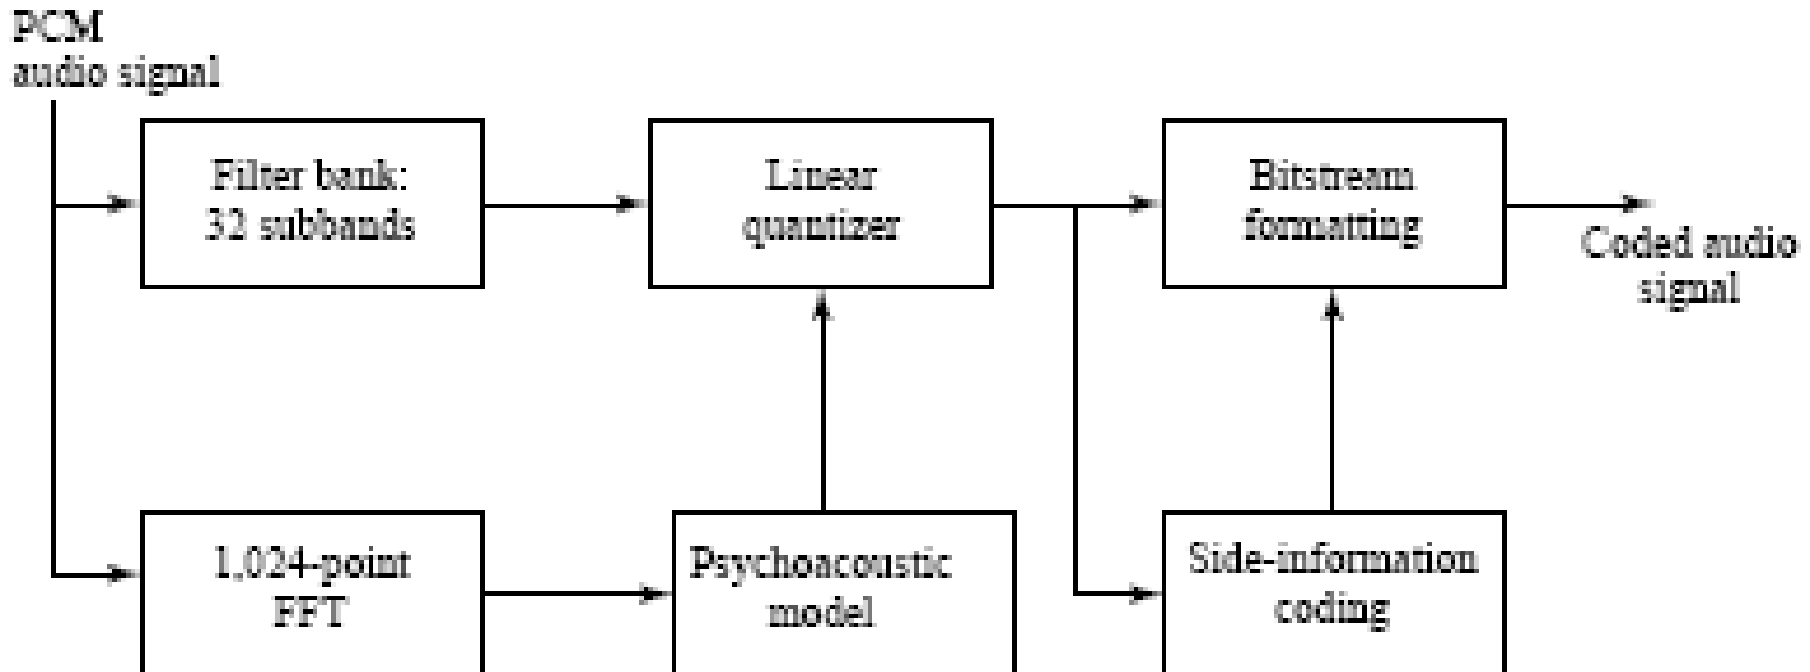 PCM
audio signal
Filter bank:
32 subbands
Linear
quantizer
Bitstream
formatting
Coded audio
signal
1,024-point
FFT
Psychoacoustic
model
Side-information
coding